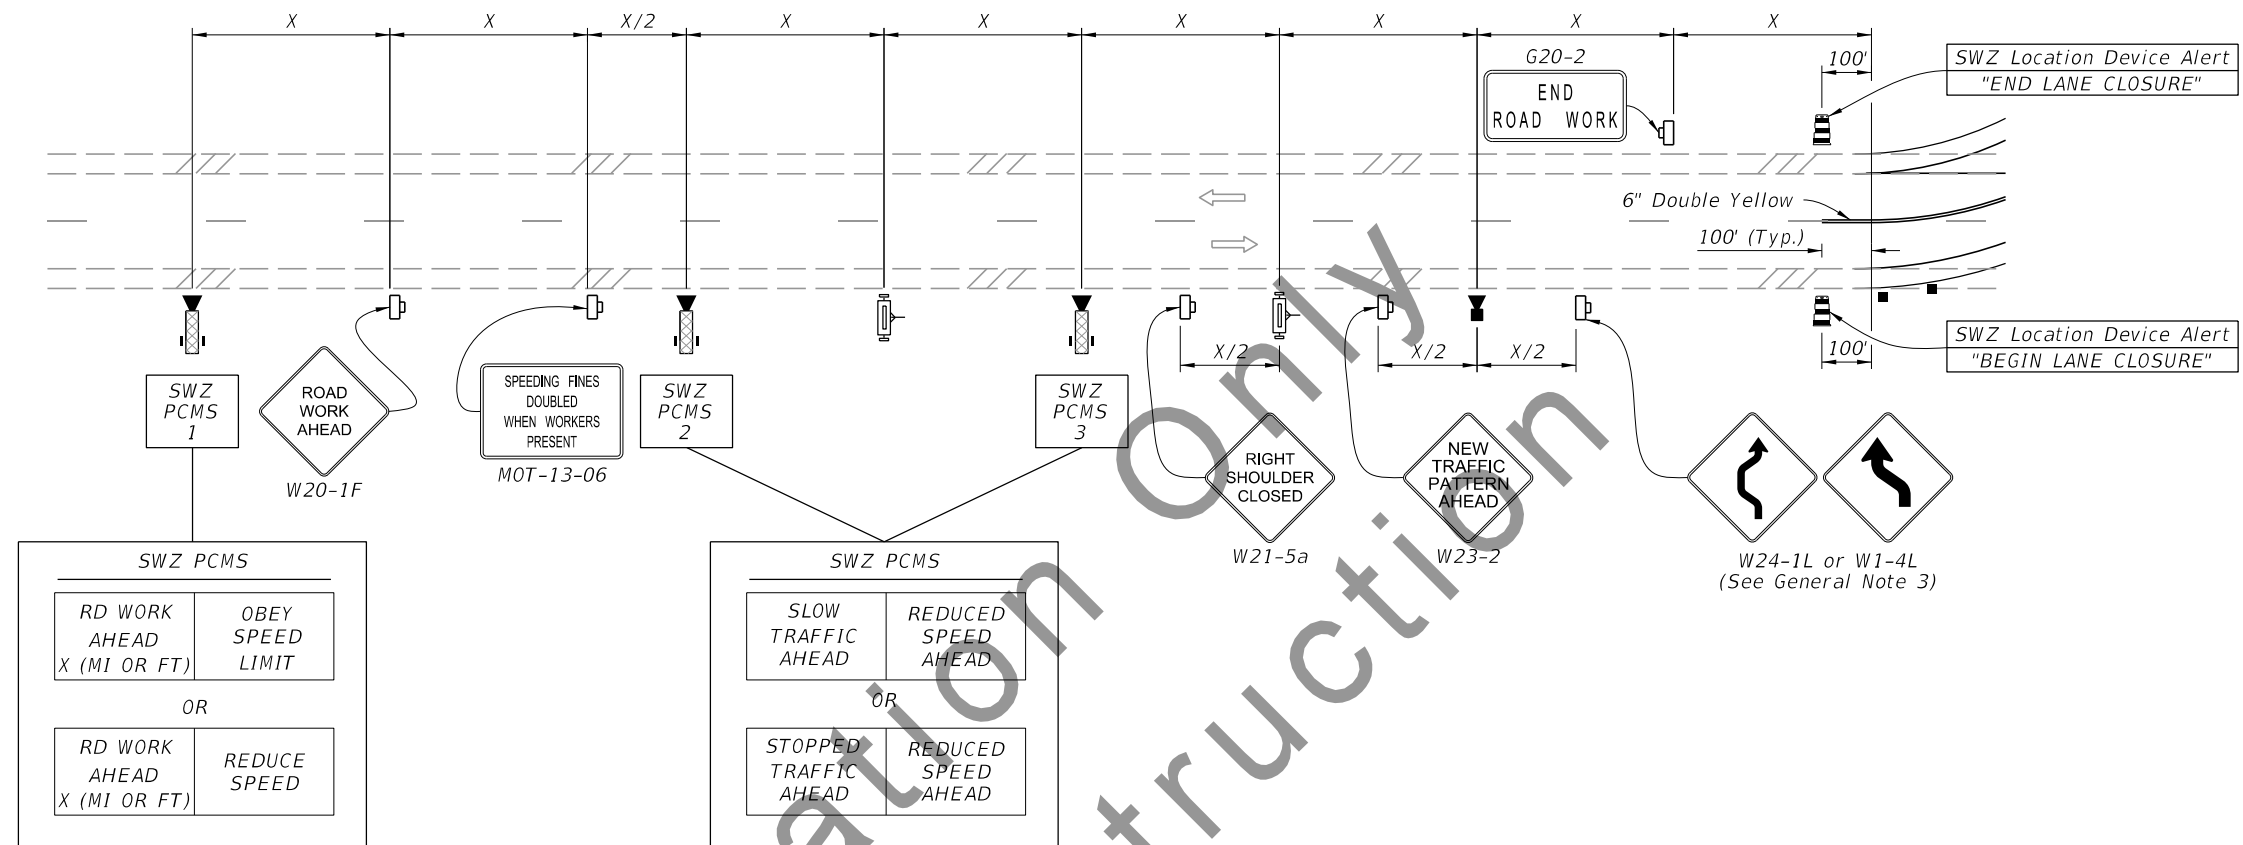 X X X/2 X X X X X X
100'
SWZ Location Device Alert
"END LANE CLOSURE"
G20-2
END
ROAD WORK
6" Double Yellow
100' (Typ.)
SWZ Location Device Alert
"BEGIN LANE CLOSURE"
100'
X/2 X/2 X/2
SWZ
PCMS
1
ROAD
WORK
AHEAD
W20-1F
SPEEDING FINES
DOUBLED
WHEN WORKERS
PRESENT
MOT-13-06
SWZ
PCMS
2
SWZ
PCMS
3
RIGHT
SHOULDER
CLOSED
W21-5a
NEW
TRAFFIC
PATTERN
AHEAD
W23-2
W24-1L or W1-4L
(See General Note 3)
SWZ PCMS
RD WORK
AHEAD
X (MI OR FT)
OBEY
SPEED
LIMIT
OR
RD WORK
AHEAD
X (MI OR FT)
REDUCE
SPEED
SWZ PCMS
SLOW
TRAFFIC
AHEAD
REDUCED
SPEED
AHEAD
OR
STOPPED
TRAFFIC
AHEAD
REDUCED
SPEED
AHEAD
ation Only
truction